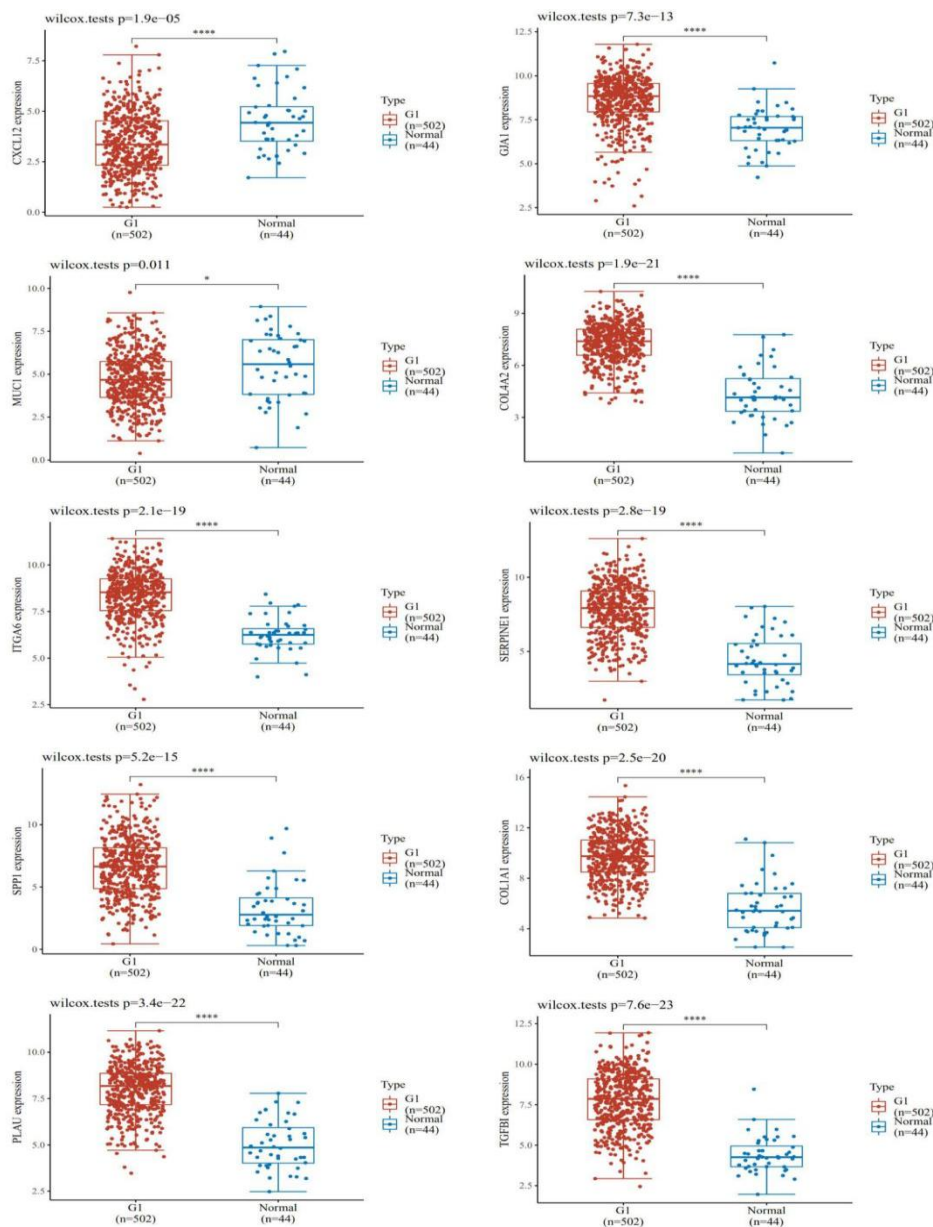 wilcox.tests p=1.9e−05
****
CXCL12 expression
7.5
5.0
2.5
0.0
G1
(n=502)
Normal
(n=44)
Type
G1
(n=502)
Normal
(n=44)
wilcox.tests p=7.3e−13
****
GJA1 expression
12.5
10.0
7.5
5.0
2.5
G1
(n=502)
Normal
(n=44)
Type
G1
(n=502)
Normal
(n=44)
wilcox.tests p=0.011
*
MUC1 expression
10.0
7.5
5.0
2.5
0.0
G1
(n=502)
Normal
(n=44)
Type
G1
(n=502)
Normal
(n=44)
wilcox.tests p=1.9e−21
****
COL4A2 expression
9
6
3
G1
(n=502)
Normal
(n=44)
Type
G1
(n=502)
Normal
(n=44)
wilcox.tests p=2.1e−19
****
ITGA6 expression
10.0
7.5
5.0
2.5
G1
(n=502)
Normal
(n=44)
Type
G1
(n=502)
Normal
(n=44)
wilcox.tests p=2.8e−19
****
SERPINE1 expression
10
5
G1
(n=502)
Normal
(n=44)
Type
G1
(n=502)
Normal
(n=44)
wilcox.tests p=5.2e−15
****
SPP1 expression
10
5
0
G1
(n=502)
Normal
(n=44)
Type
G1
(n=502)
Normal
(n=44)
wilcox.tests p=2.5e−20
****
COL1A1 expression
16
12
8
4
G1
(n=502)
Normal
(n=44)
Type
G1
(n=502)
Normal
(n=44)
wilcox.tests p=3.4e−22
****
PLAU expression
10.0
7.5
5.0
2.5
G1
(n=502)
Normal
(n=44)
Type
G1
(n=502)
Normal
(n=44)
wilcox.tests p=7.6e−23
****
TGFBI expression
12.5
10.0
7.5
5.0
2.5
G1
(n=502)
Normal
(n=44)
Type
G1
(n=502)
Normal
(n=44)